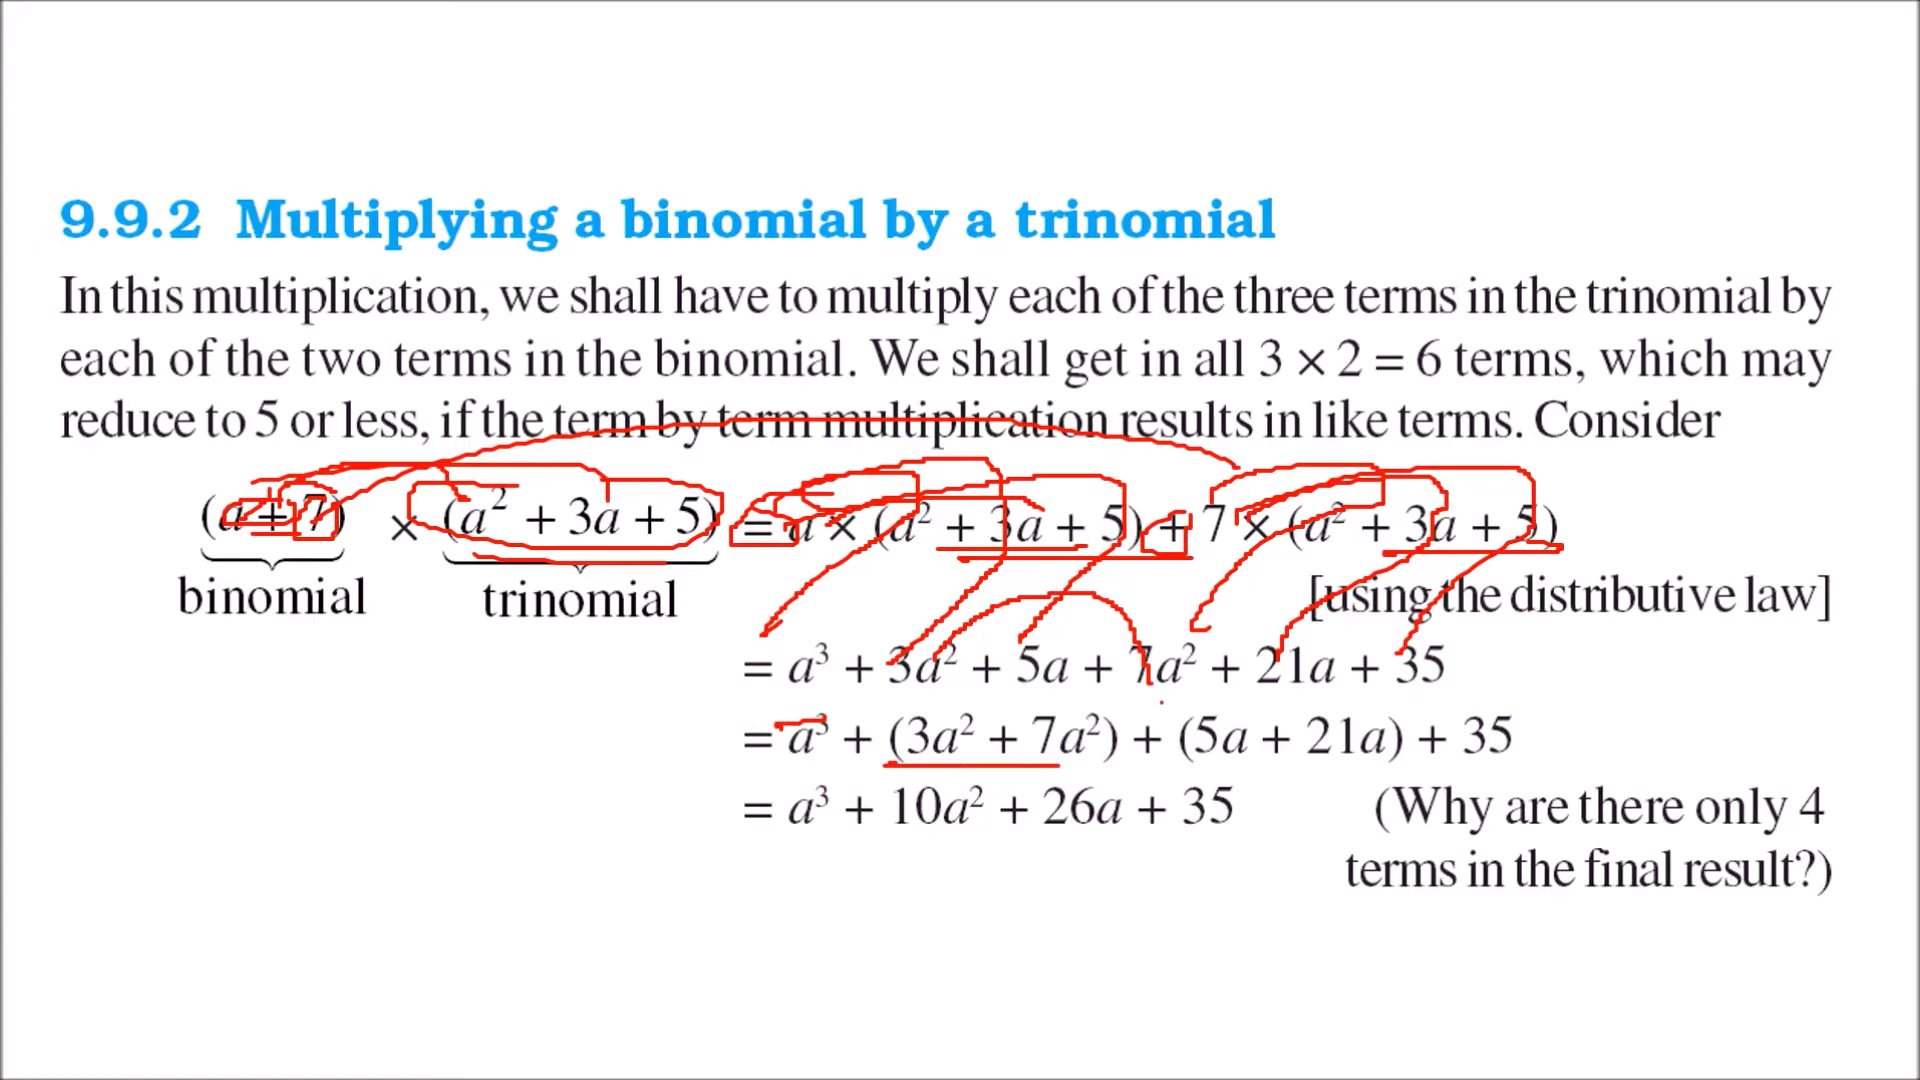 9.9.2 Multiplying a binomial by a trinomial
In this multiplication, we shall have to multiply each of the three terms in the trinomial by
each of the two terms in the binomial. We shall get in all 3 × 2 = 6 terms, which may
reduce to 5 or less, if the term by term multiplication results in like terms. Consider
(a + 7) × (a² + 3a + 5) = a × (a² + 3a + 5) + 7 × (a² + 3a + 5)
binomial trinomial [using the distributive law]
= a³ + 3a² + 5a + 7a² + 21a + 35
= a³ + (3a² + 7a²) + (5a + 21a) + 35
= a³ + 10a² + 26a + 35 (Why are there only 4
terms in the final result?)